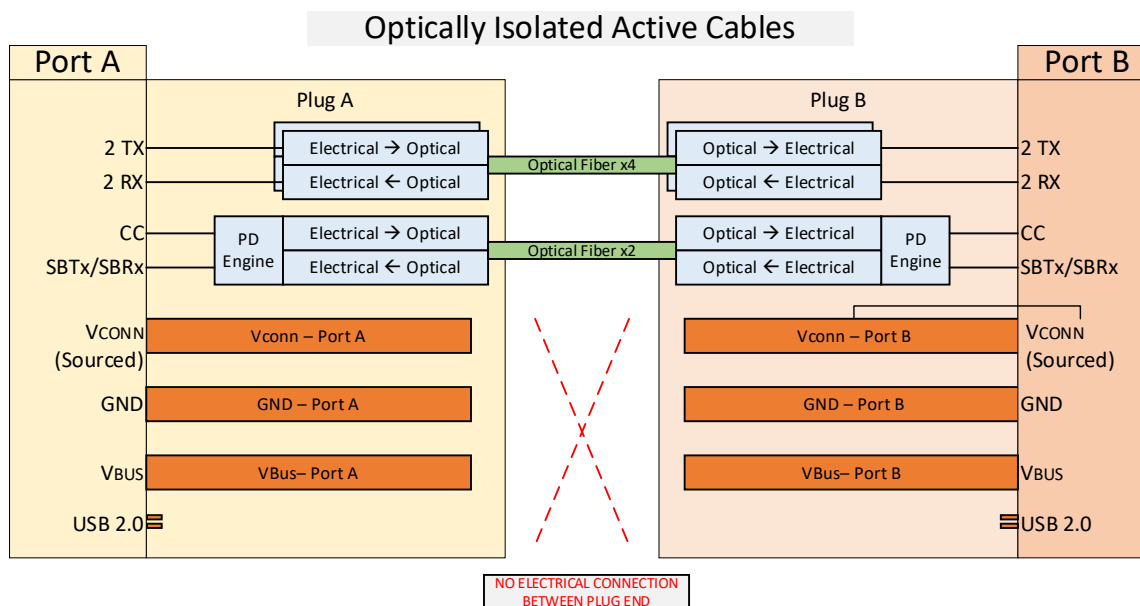 Optically Isolated Active Cables
Port A
Port B
Plug A
Plug B
2 TX
Electrical → Optical
Optical → Electrical
2 TX
Optical Fiber x4
2 RX
Electrical ← Optical
Optical ← Electrical
2 RX
CC
PD
Engine
Electrical → Optical
Optical → Electrical
PD
Engine
CC
Optical Fiber x2
SBTx/SBRx
Electrical ← Optical
Optical ← Electrical
SBTx/SBRx
VCONN
(Sourced)
Vconn – Port A
Vconn – Port B
VCONN
(Sourced)
GND
GND – Port A
GND – Port B
GND
VBUS
VBus– Port A
VBus– Port B
VBUS
USB 2.0
USB 2.0
NO ELECTRICAL CONNECTION
BETWEEN PLUG END